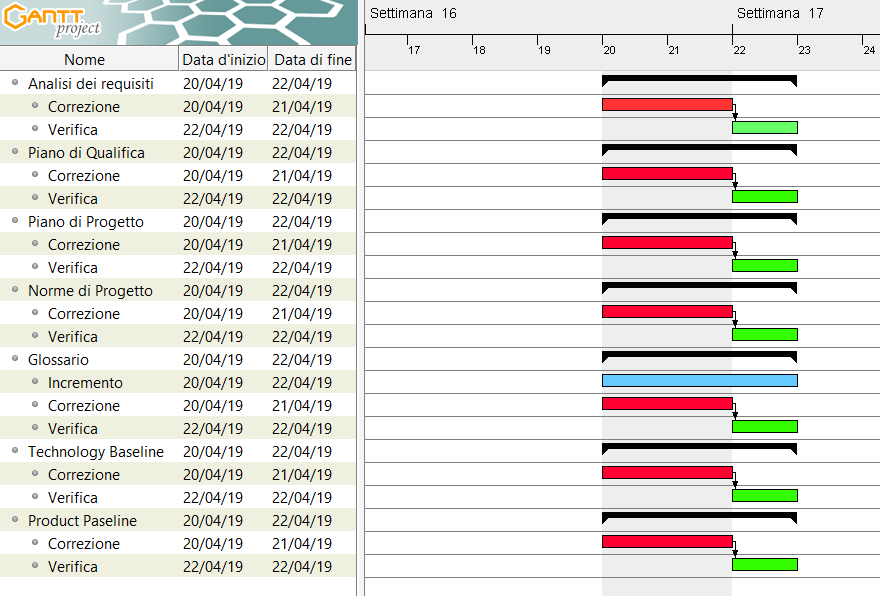 GANTT project
Settimana 16 Settimana 17
17 18 19 20 21 22 23 24
Nome Data d'inizio Data di fine
Analisi dei requisiti 20/04/19 22/04/19
Correzione 20/04/19 21/04/19
Verifica 22/04/19 22/04/19
Piano di Qualifica 20/04/19 22/04/19
Correzione 20/04/19 21/04/19
Verifica 22/04/19 22/04/19
Piano di Progetto 20/04/19 22/04/19
Correzione 20/04/19 21/04/19
Verifica 22/04/19 22/04/19
Norme di Progetto 20/04/19 22/04/19
Correzione 20/04/19 21/04/19
Verifica 22/04/19 22/04/19
Glossario 20/04/19 22/04/19
Incremento 20/04/19 22/04/19
Correzione 20/04/19 21/04/19
Verifica 22/04/19 22/04/19
Technology Baseline 20/04/19 22/04/19
Correzione 20/04/19 21/04/19
Verifica 22/04/19 22/04/19
Product Paseline 20/04/19 22/04/19
Correzione 20/04/19 21/04/19
Verifica 22/04/19 22/04/19